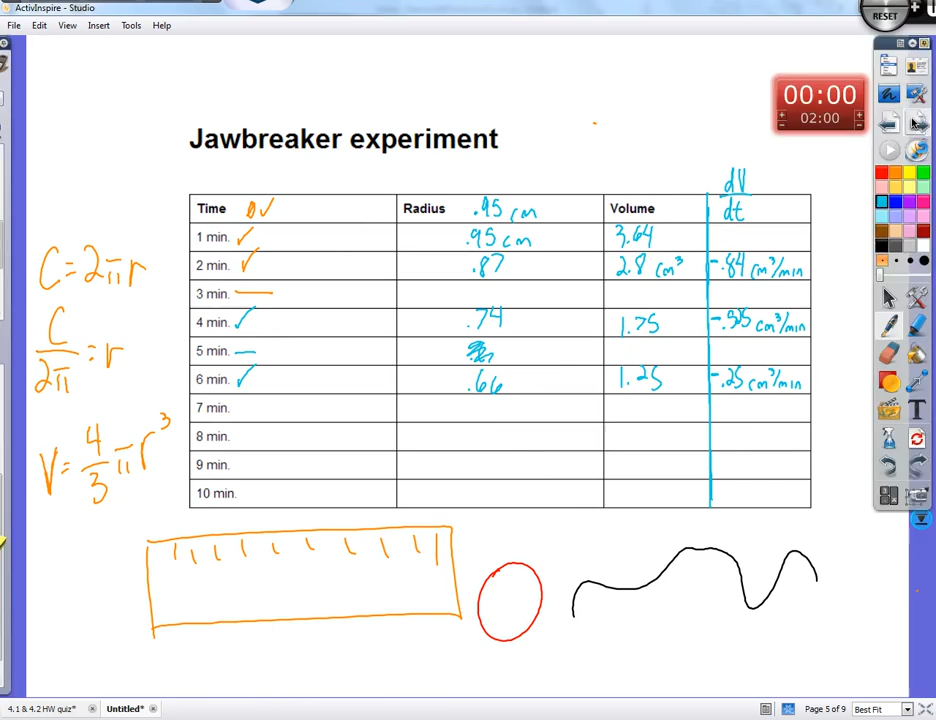 ActivInspire - Studio
RESET
File Edit View Insert Tools Help
00:00
02:00
Jawbreaker experiment
dV
Time ΔV Radius .95 cm Volume dt
1 min. ✓ .95 cm 3.64
2 min. ✓ .87 2.8 cm³ -.84 cm³/min
3 min. —
4 min. ✓ .74 1.75 cm³/min
5 min. —
6 min. ✓ .66 1.25 -.25 cm³/min
7 min.
8 min.
9 min.
10 min.
C=2πr
C
2π =r
V= 4
3 πr³
4.1 & 4.2 HW quiz* Untitled* Page 5 of 9 Best Fit